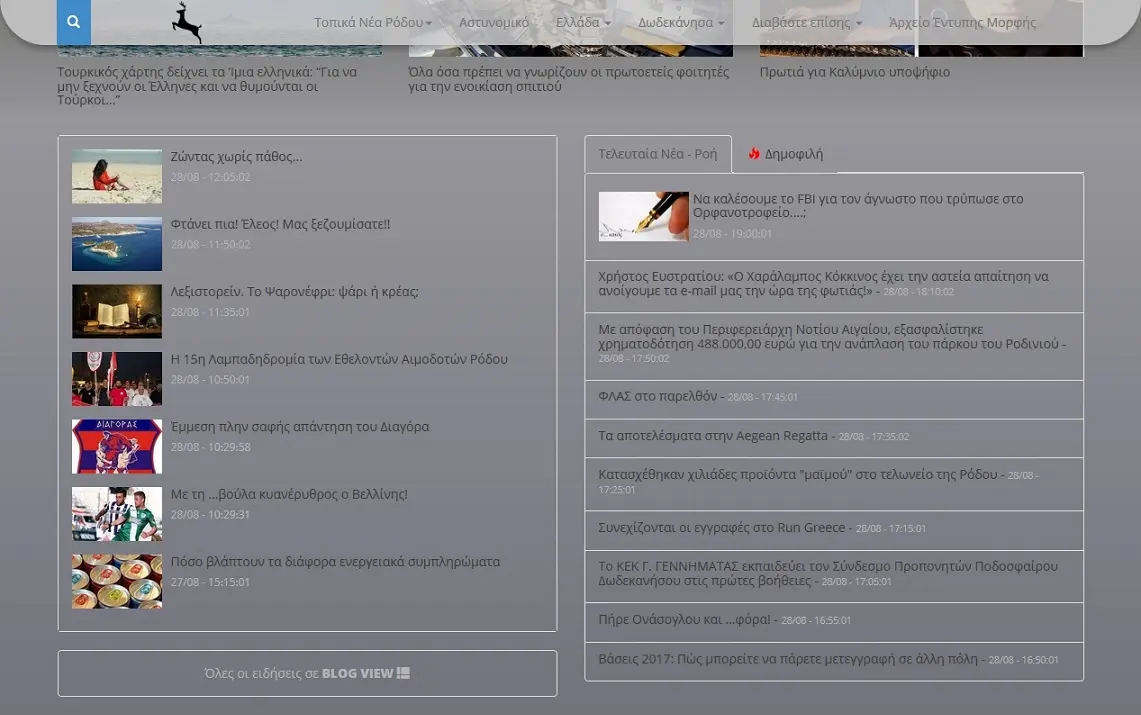 Τοπικά Νέα Ρόδου Αστυνομικό Ελλάδα Δωδεκάνησα Διαβάστε επίσης Αρχείο Έντυπης Μορφής
Τουρκικός χάρτης δείχνει τα Ίμια ελληνικά: “Για να
μην ξεχνούν οι Έλληνες και να θυμούνται οι
Τούρκοι…”
Όλα όσα πρέπει να γνωρίζουν οι πρωτοετείς φοιτητές
για την ενοικίαση σπιτιού
Πρωτιά για Καλύμνιο υποψήφιο
Ζώντας χωρίς πάθος…
28/08 - 12:05:02
Φτάνει πια! Έλεος! Μας ξεζουμίσατε!!
28/08 - 11:50:02
Λεξιστορείν. Το Ψαρονέφρι: ψάρι ή κρέας;
28/08 - 11:35:01
Η 15η Λαμπαδηδρομία των Εθελοντών Αιμοδοτών Ρόδου
28/08 - 10:50:01
ΔΙΑΓΟΡΑΣ
Έμμεση πλην σαφής απάντηση του Διαγόρα
28/08 - 10:29:58
Με τη …βούλα κυανέρυθρος ο Βελλίνης!
28/08 - 10:29:31
Πόσο βλάπτουν τα διάφορα ενεργειακά συμπληρώματα
27/08 - 15:15:01
Όλες οι ειδήσεις σε BLOG VIEW
Τελευταία Νέα - Ροή Δημοφιλή
Να καλέσουμε το FBI για τον άγνωστο που τρύπωσε στο
Ορφανοτροφείο….;
28/08 - 19:00:01
Χρήστος Ευστρατίου: «Ο Χαράλαμπος Κόκκινος έχει την αστεία απαίτηση να
ανοίγουμε τα e-mail μας την ώρα της φωτιάς!» - 28/08 - 18:10:02
Με απόφαση του Περιφερειάρχη Νοτίου Αιγαίου, εξασφαλίστηκε
χρηματοδότηση 488.000,00 ευρώ για την ανάπλαση του πάρκου του Ροδινιού -
28/08 - 17:50:02
ΦΛΑΣ στο παρελθόν - 28/08 - 17:45:01
Τα αποτελέσματα στην Aegean Regatta - 28/08 - 17:35:02
Κατασχέθηκαν χιλιάδες προϊόντα "μαϊμού" στο τελωνείο της Ρόδου - 28/08 -
17:25:01
Συνεχίζονται οι εγγραφές στο Run Greece - 28/08 - 17:15:01
Το ΚΕΚ Γ. ΓΕΝΝΗΜΑΤΑΣ εκπαιδεύει τον Σύνδεσμο Προπονητών Ποδοσφαίρου
Δωδεκανήσου στις πρώτες βοήθειες - 28/08 - 17:05:01
Πήρε Ονάσογλου και …φόρα! - 28/08 - 16:55:01
Βάσεις 2017: Πώς μπορείτε να πάρετε μετεγγραφή σε άλλη πόλη - 28/08 - 16:50:01